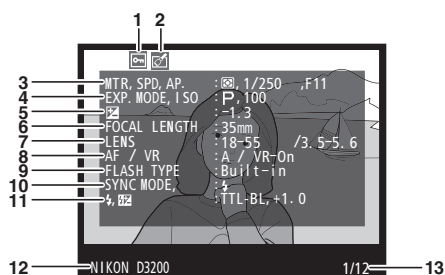 1 2
3 MTR, SPD, AP. : , 1/250 , F11
4 EXP. MODE, ISO : P, 100
5 : -1.3
6 FOCAL LENGTH : 35mm
7 LENS : 18-55 /3.5-5.6
8 AF / VR : A / VR-On
9 FLASH TYPE : Built-in
10 SYNC MODE, :
11 , : TTL-BL, +1.0
12 NIKON D3200 1/12 13